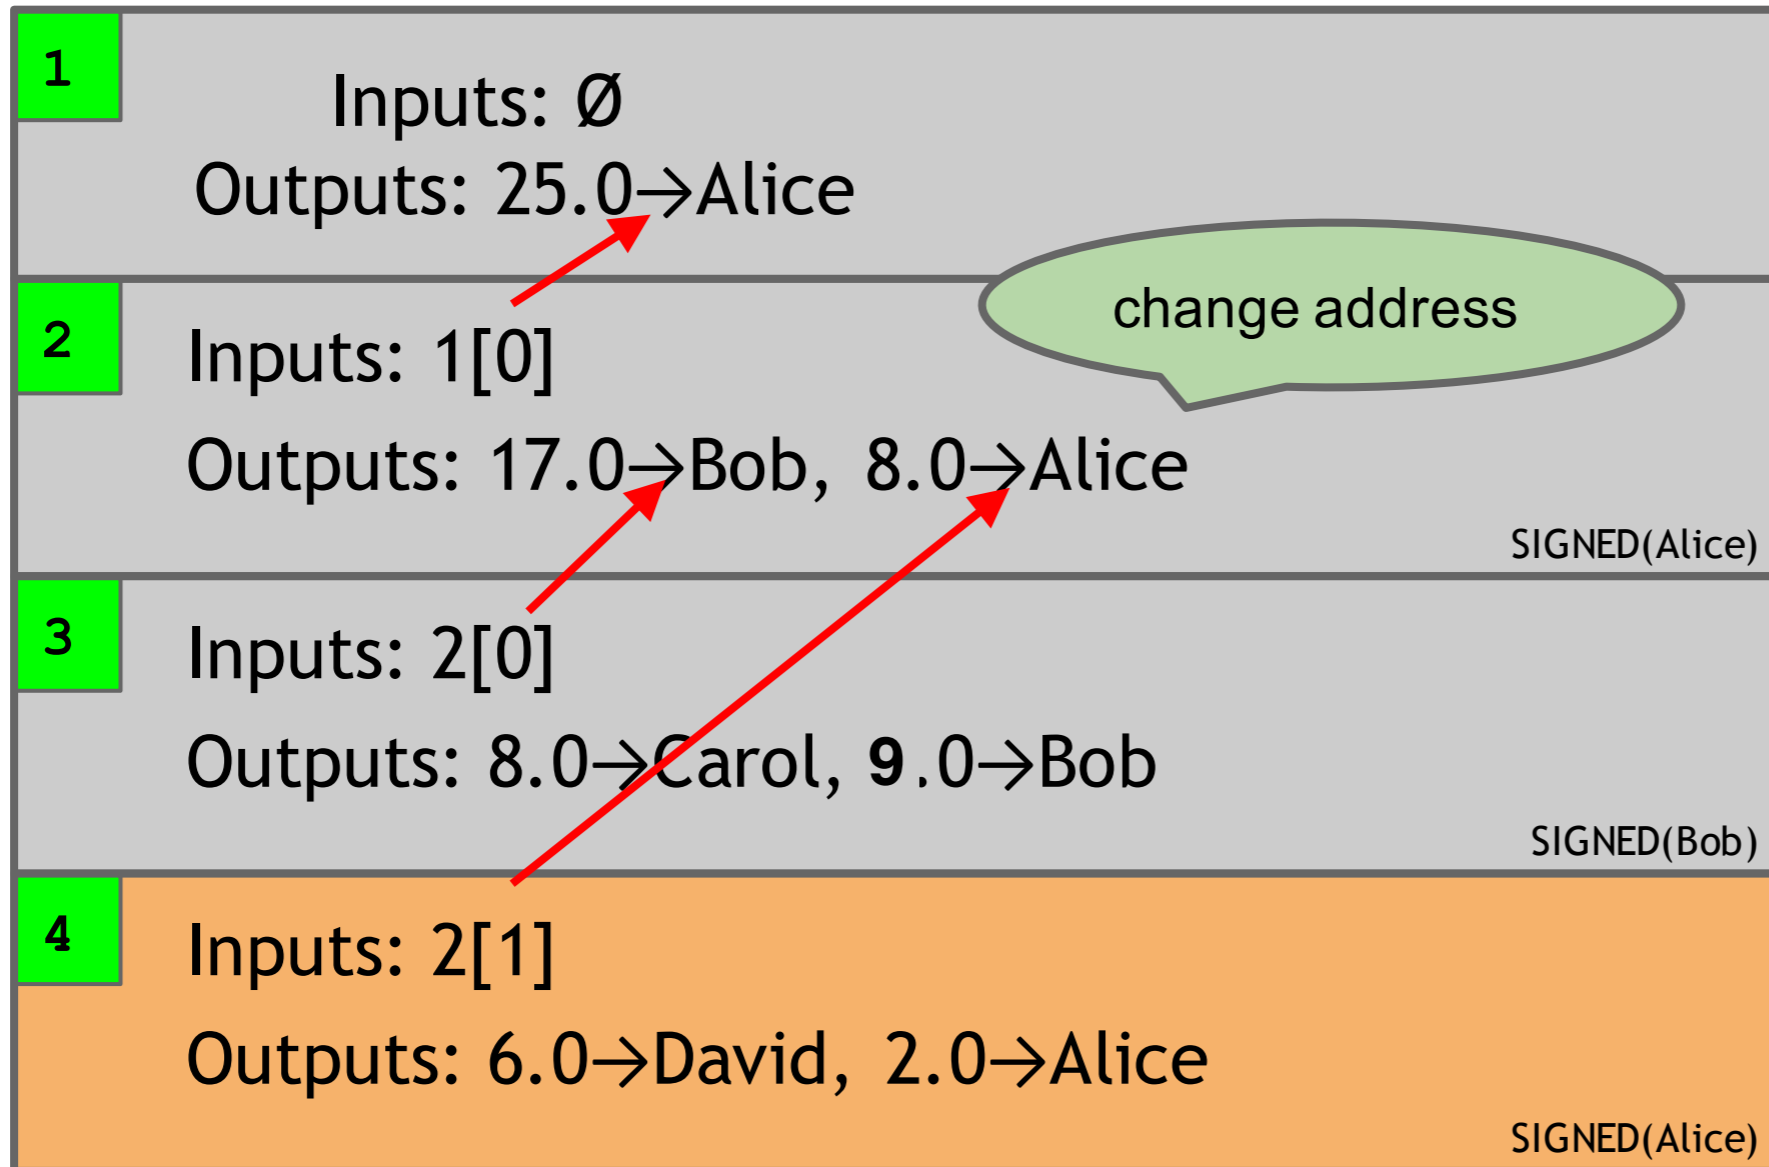 1
Inputs: Ø
Outputs: 25.0→Alice
change address
2
Inputs: 1[0]
Outputs: 17.0→Bob, 8.0→Alice
SIGNED(Alice)
3
Inputs: 2[0]
Outputs: 8.0→Carol, 9.0→Bob
SIGNED(Bob)
4
Inputs: 2[1]
Outputs: 6.0→David, 2.0→Alice
SIGNED(Alice)